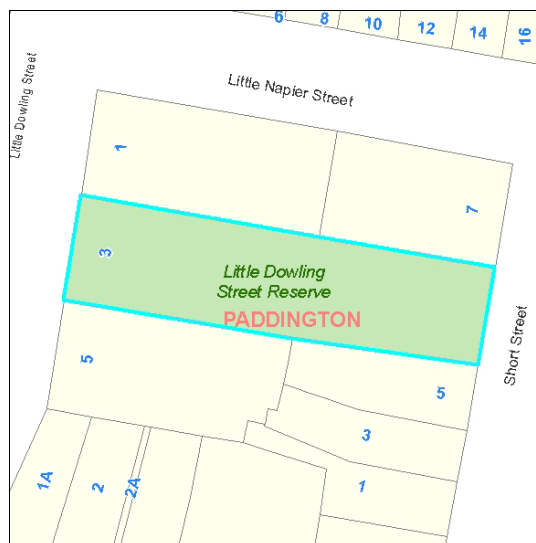 6
8
10
12
14
16
Little Dowling Street
Little Napier Street
1
7
3
Little Dowling
Street Reserve
PADDINGTON
Short Street
5
5
3
1A
2
2A
1